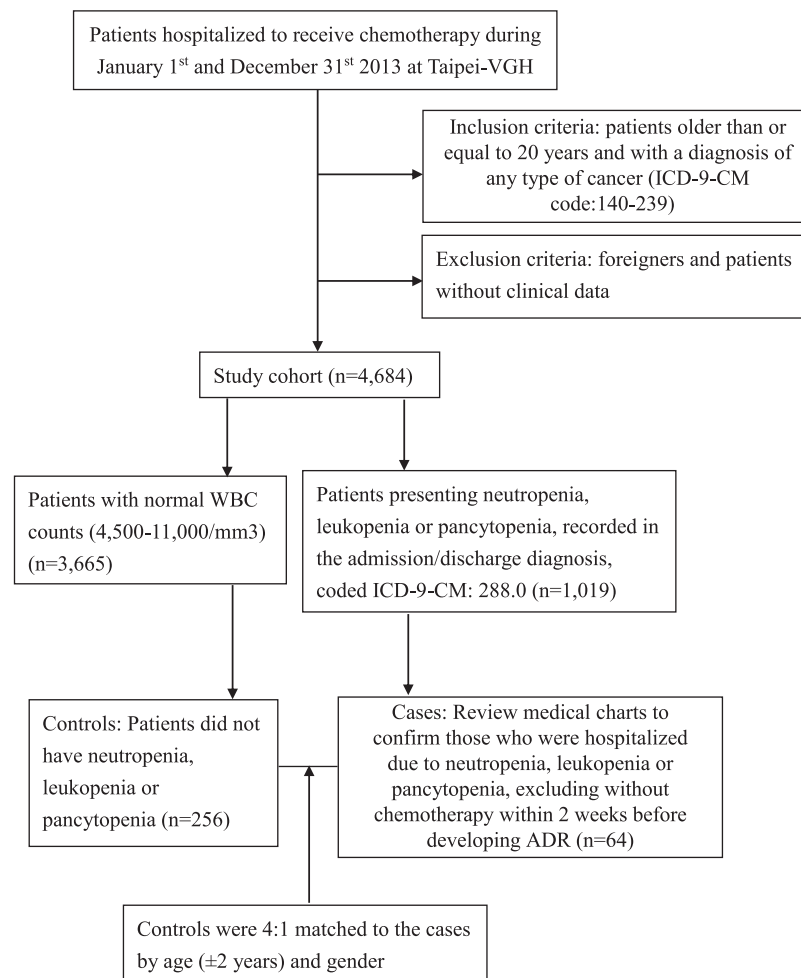 Patients hospitalized to receive chemotherapy during
January 1st and December 31st 2013 at Taipei-VGH
Inclusion criteria: patients older than or
equal to 20 years and with a diagnosis of
any type of cancer (ICD-9-CM
code:140-239)
Exclusion criteria: foreigners and patients
without clinical data
Study cohort (n=4,684)
Patients with normal WBC
counts (4,500-11,000/mm3)
(n=3,665)
Patients presenting neutropenia,
leukopenia or pancytopenia, recorded in
the admission/discharge diagnosis,
coded ICD-9-CM: 288.0 (n=1,019)
Controls: Patients did not
have neutropenia,
leukopenia or
pancytopenia (n=256)
Cases: Review medical charts to
confirm those who were hospitalized
due to neutropenia, leukopenia or
pancytopenia, excluding without
chemotherapy within 2 weeks before
developing ADR (n=64)
Controls were 4:1 matched to the cases
by age (±2 years) and gender